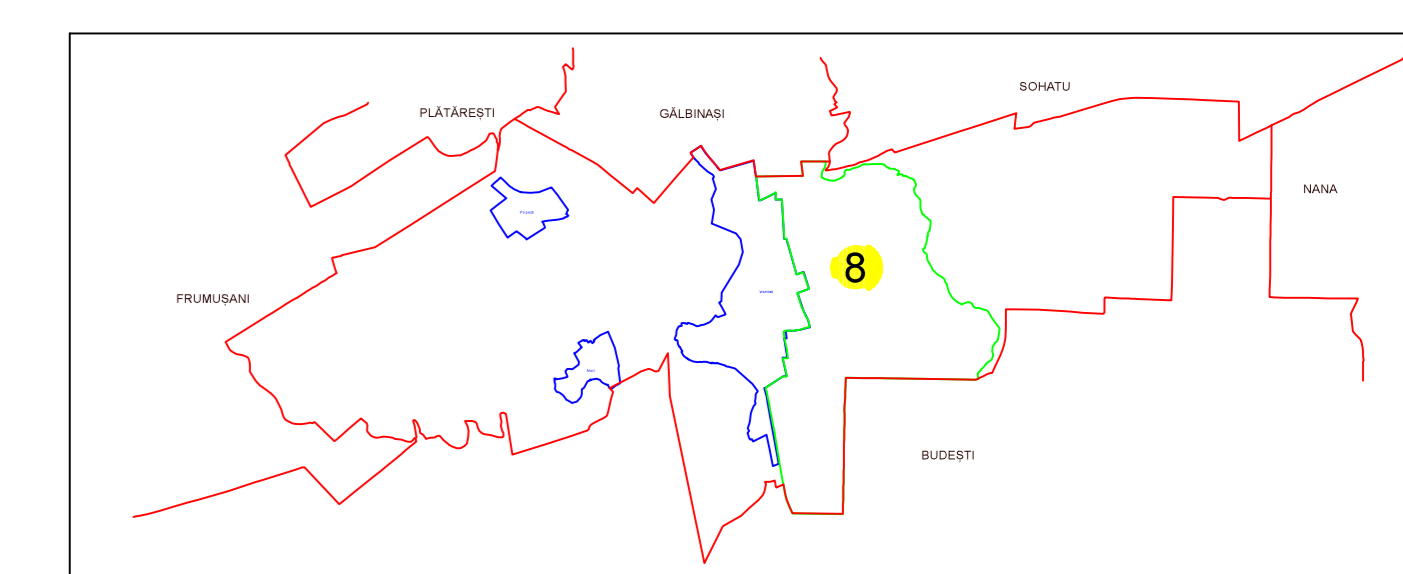 SOHATU
PLĂTĂREȘTI
GĂLBINAȘI
NANA
8
FRUMUȘANI
BUDEȘTI